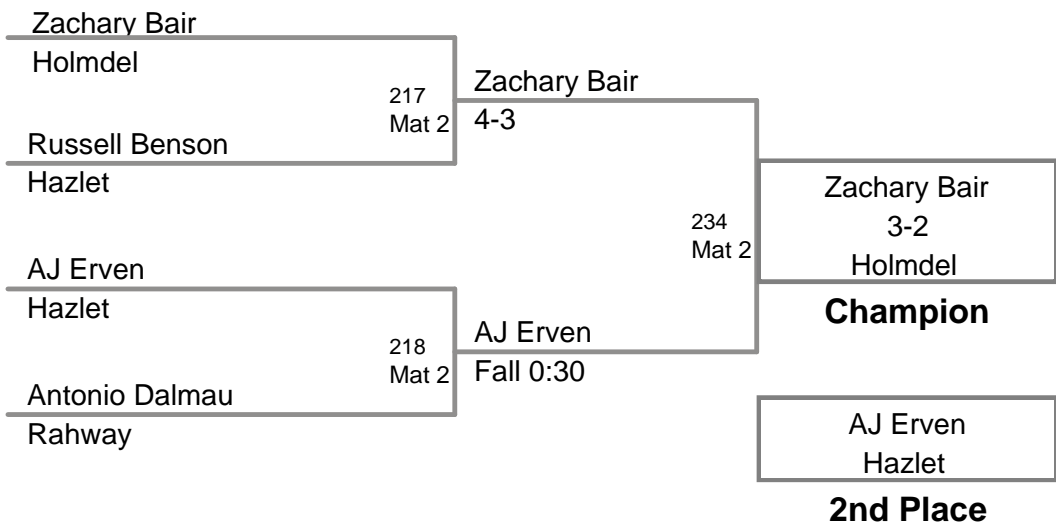 Zachary Bair
Holmdel
217
Mat 2
Zachary Bair
4-3
Russell Benson
Hazlet
234
Mat 2
Zachary Bair
3-2
Holmdel
Champion
AJ Erven
Hazlet
218
Mat 2
AJ Erven
Fall 0:30
Antonio Dalmau
Rahway
AJ Erven
Hazlet
2nd Place